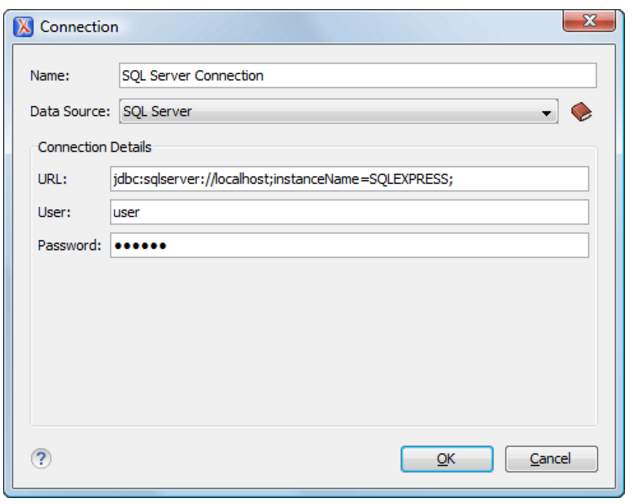 Connection
Name: SQL Server Connection
Data Source: SQL Server
Connection Details
URL: jdbc:sqlserver://localhost;instanceName=SQLEXPRESS;
User: user
Password: ●●●●●●
? OK Cancel